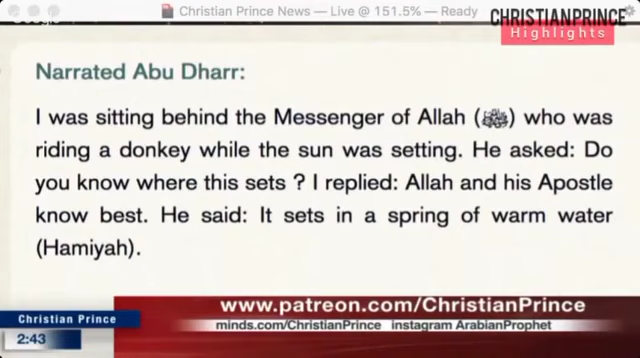 Christian Prince News — Live @ 151.5% — Ready
CHRISTIANPRINCE
Highlights
Narrated Abu Dharr:
I was sitting behind the Messenger of Allah (ﷺ) who was
riding a donkey while the sun was setting. He asked: Do
you know where this sets ? I replied: Allah and his Apostle
know best. He said: It sets in a spring of warm water
(Hamiyah).
www.patreon.com/ChristianPrince
Christian Prince
minds.com/ChristianPrince instagram ArabianProphet
2:43